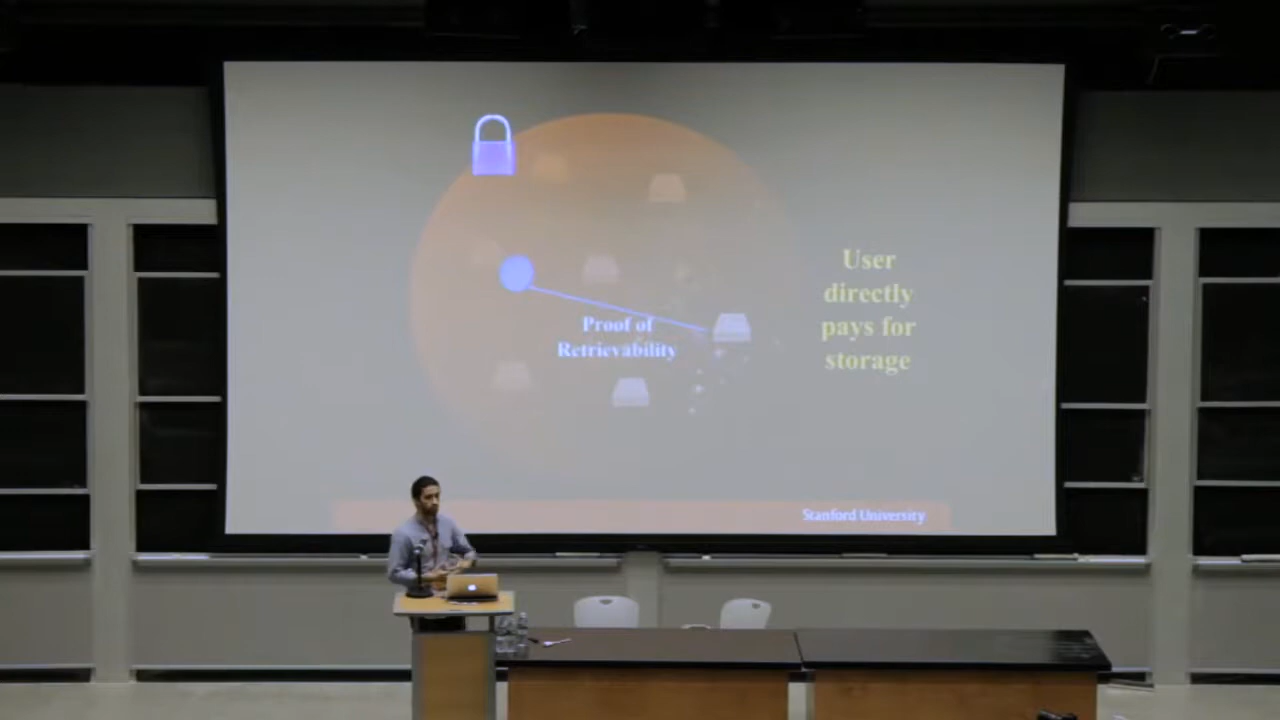 User
directly
pays for
storage
Proof of
Retrievability
Stanford University